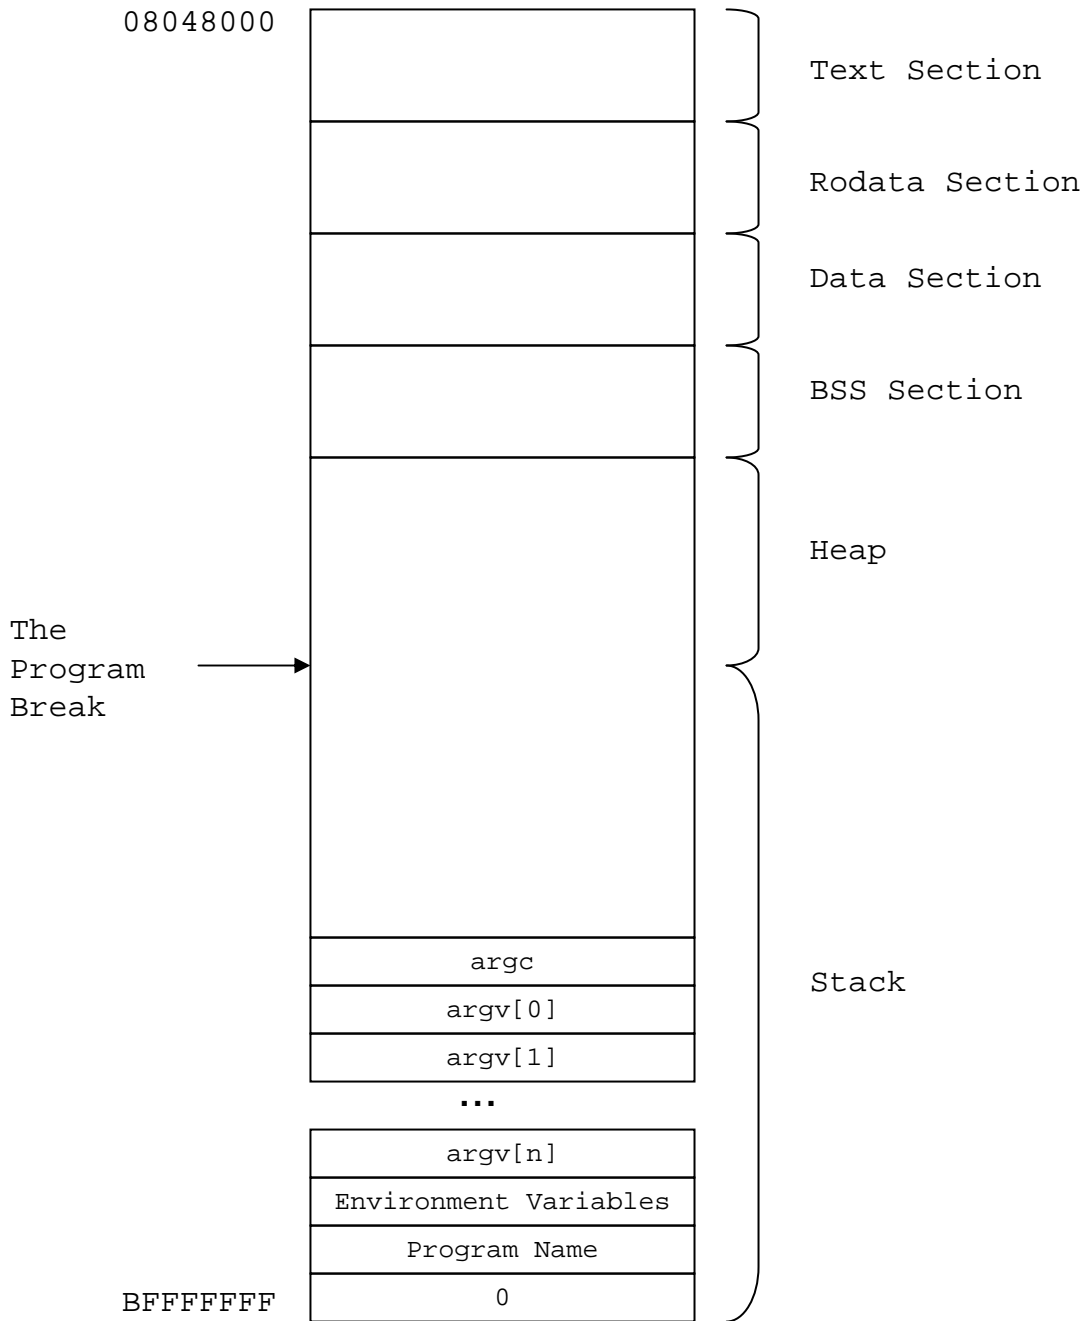 08048000
Text Section
Rodata Section
Data Section
BSS Section
Heap
The
Program
Break
argc
Stack
argv[0]
argv[1]
...
argv[n]
Environment Variables
Program Name
BFFFFFFF
0